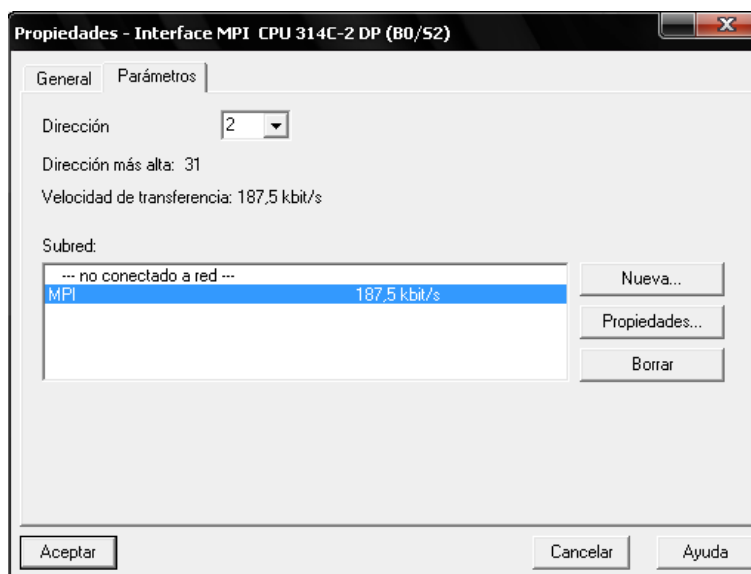 Propiedades - Interface MPI CPU 314C-2 DP (B0/S2)
General Parámetros
Dirección 2
Dirección más alta: 31
Velocidad de transferencia: 187,5 kbit/s
Subred:
--- no conectado a red ---
MPI 187,5 kbit/s
Nueva...
Propiedades...
Borrar
Aceptar Cancelar Ayuda